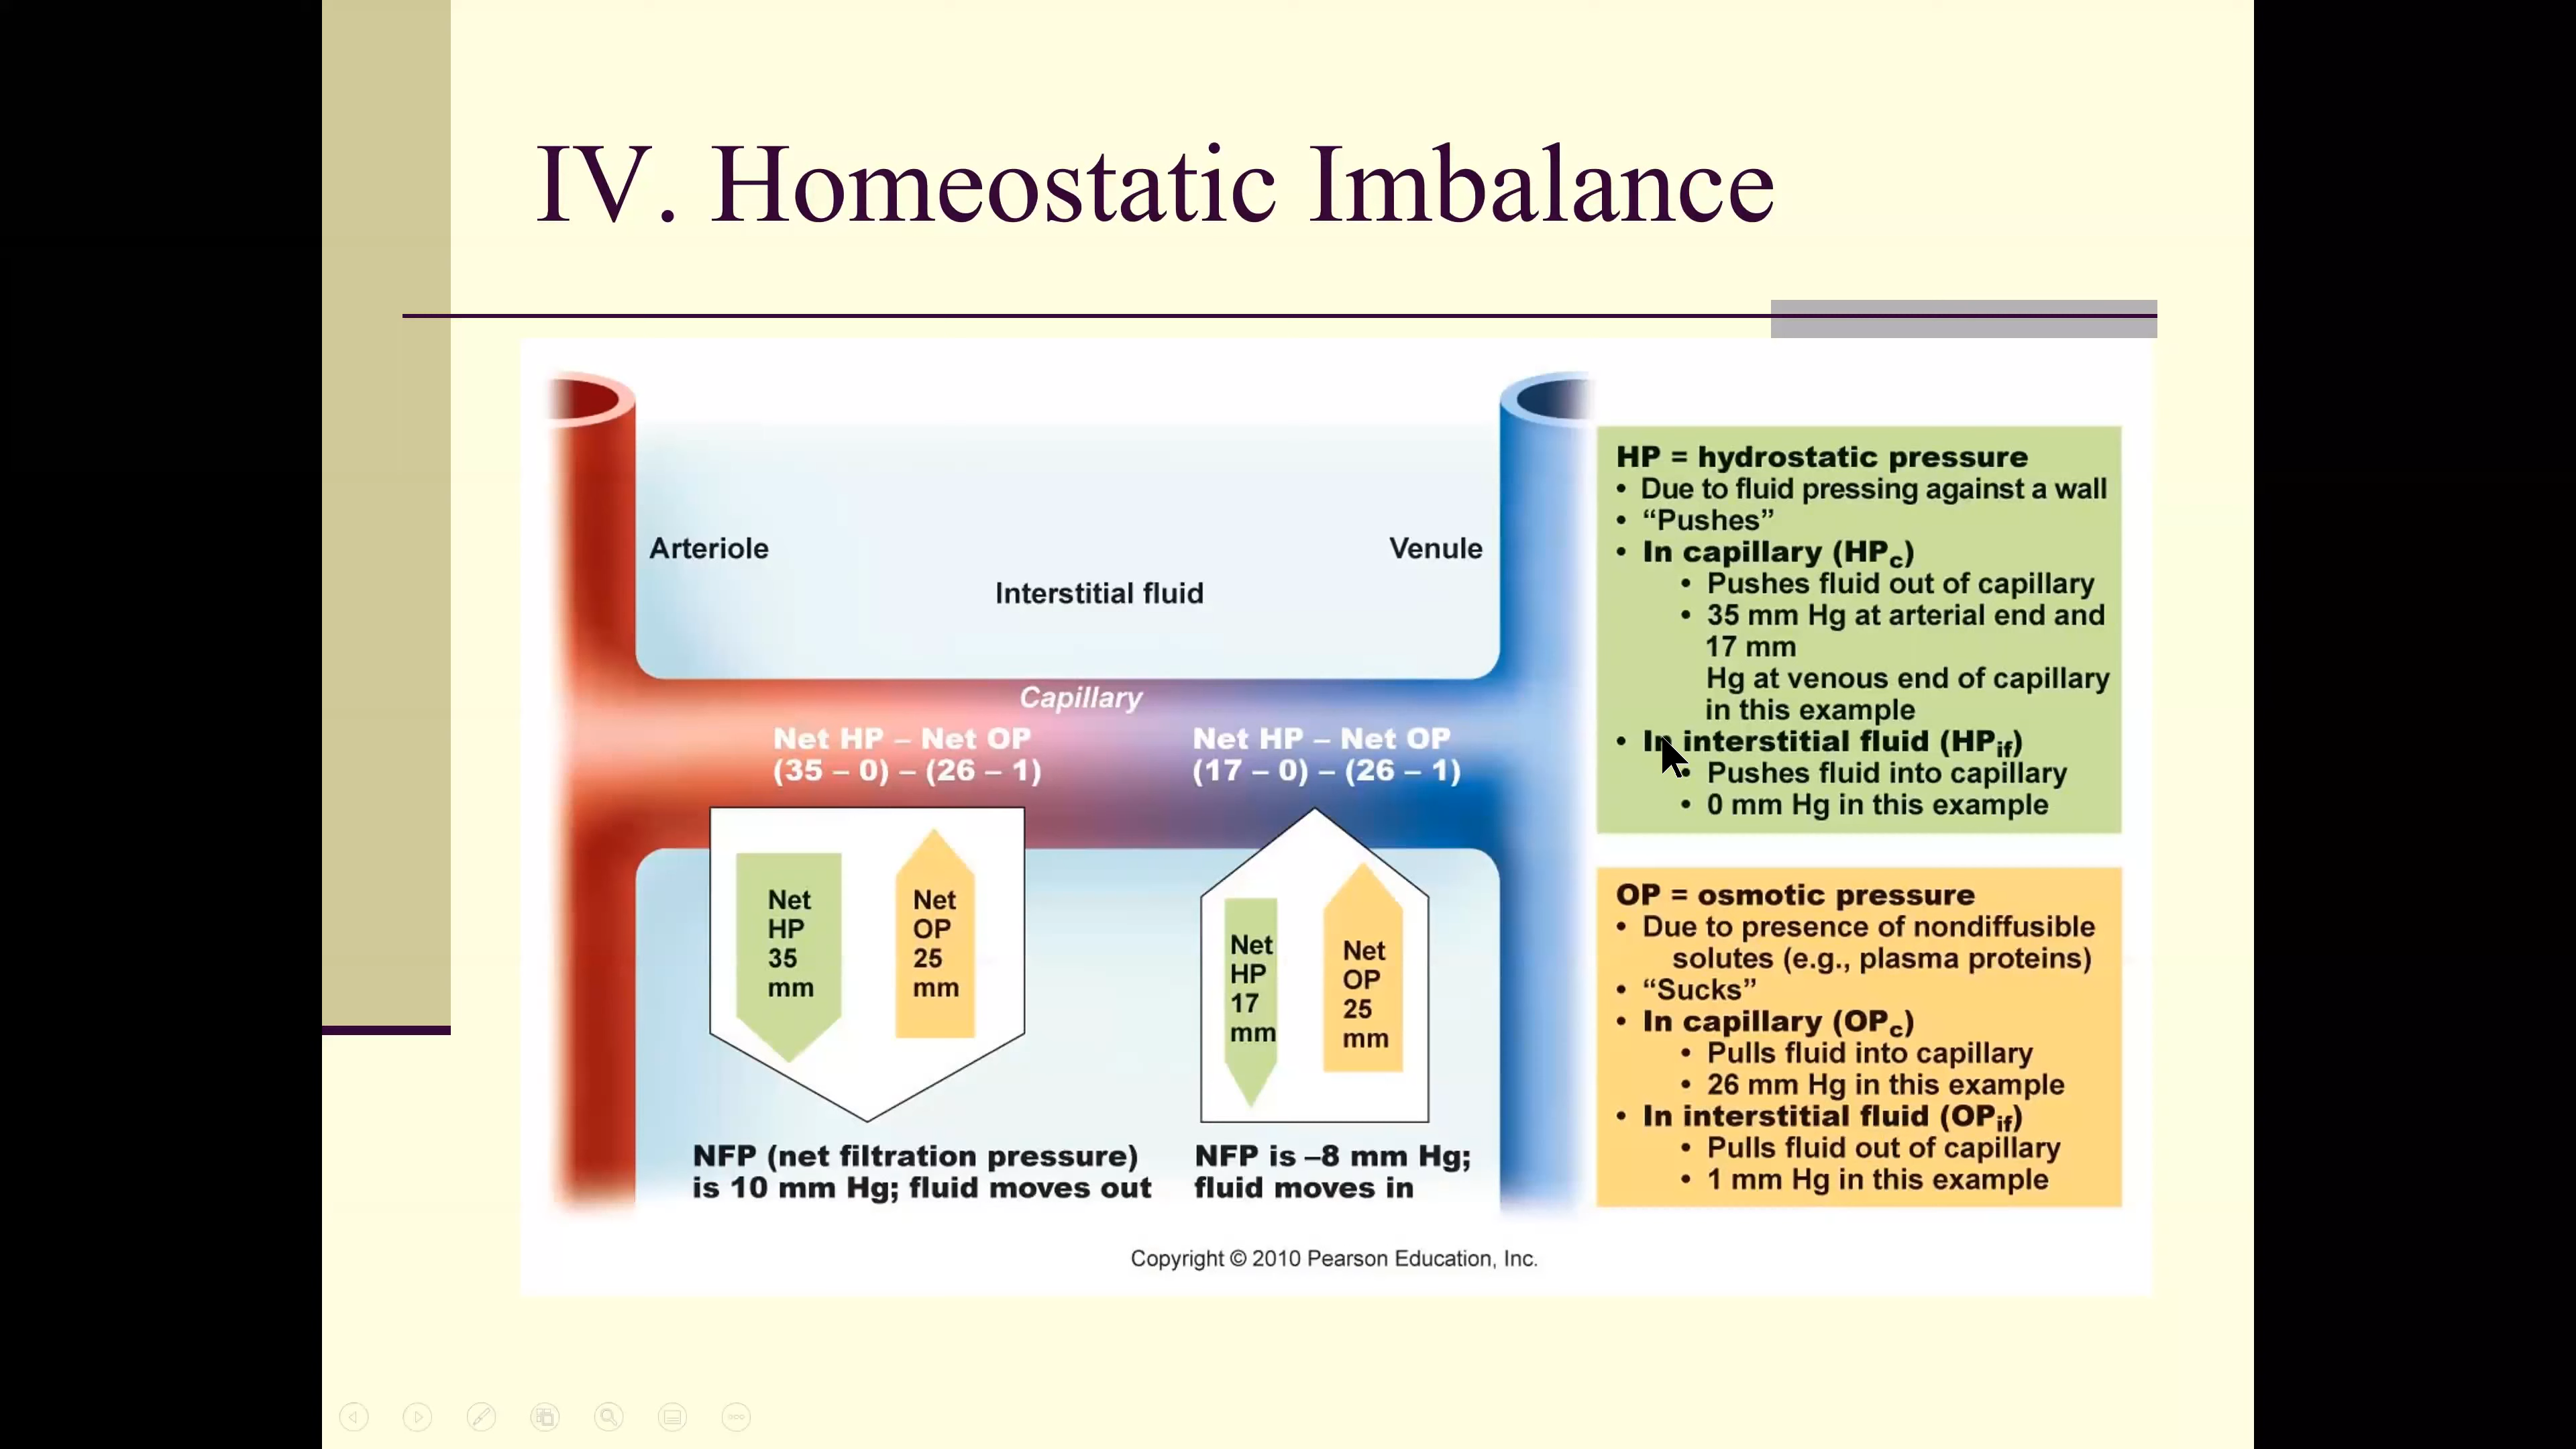 IV. Homeostatic Imbalance
Arteriole
Venule
Interstitial fluid
Capillary
Net HP – Net OP
(35 – 0) – (26 – 1)
Net HP – Net OP
(17 – 0) – (26 – 1)
Net
HP
35
mm
Net
OP
25
mm
Net
HP
17
mm
Net
OP
25
mm
NFP (net filtration pressure)
is 10 mm Hg; fluid moves out
NFP is –8 mm Hg;
fluid moves in
HP = hydrostatic pressure
• Due to fluid pressing against a wall
• “Pushes”
• In capillary (HPc)
• Pushes fluid out of capillary
• 35 mm Hg at arterial end and
17 mm
Hg at venous end of capillary
in this example
• In interstitial fluid (HPif)
• Pushes fluid into capillary
• 0 mm Hg in this example
OP = osmotic pressure
• Due to presence of nondiffusible
solutes (e.g., plasma proteins)
• “Sucks”
• In capillary (OPc)
• Pulls fluid into capillary
• 26 mm Hg in this example
• In interstitial fluid (OPif)
• Pulls fluid out of capillary
• 1 mm Hg in this example
Copyright © 2010 Pearson Education, Inc.